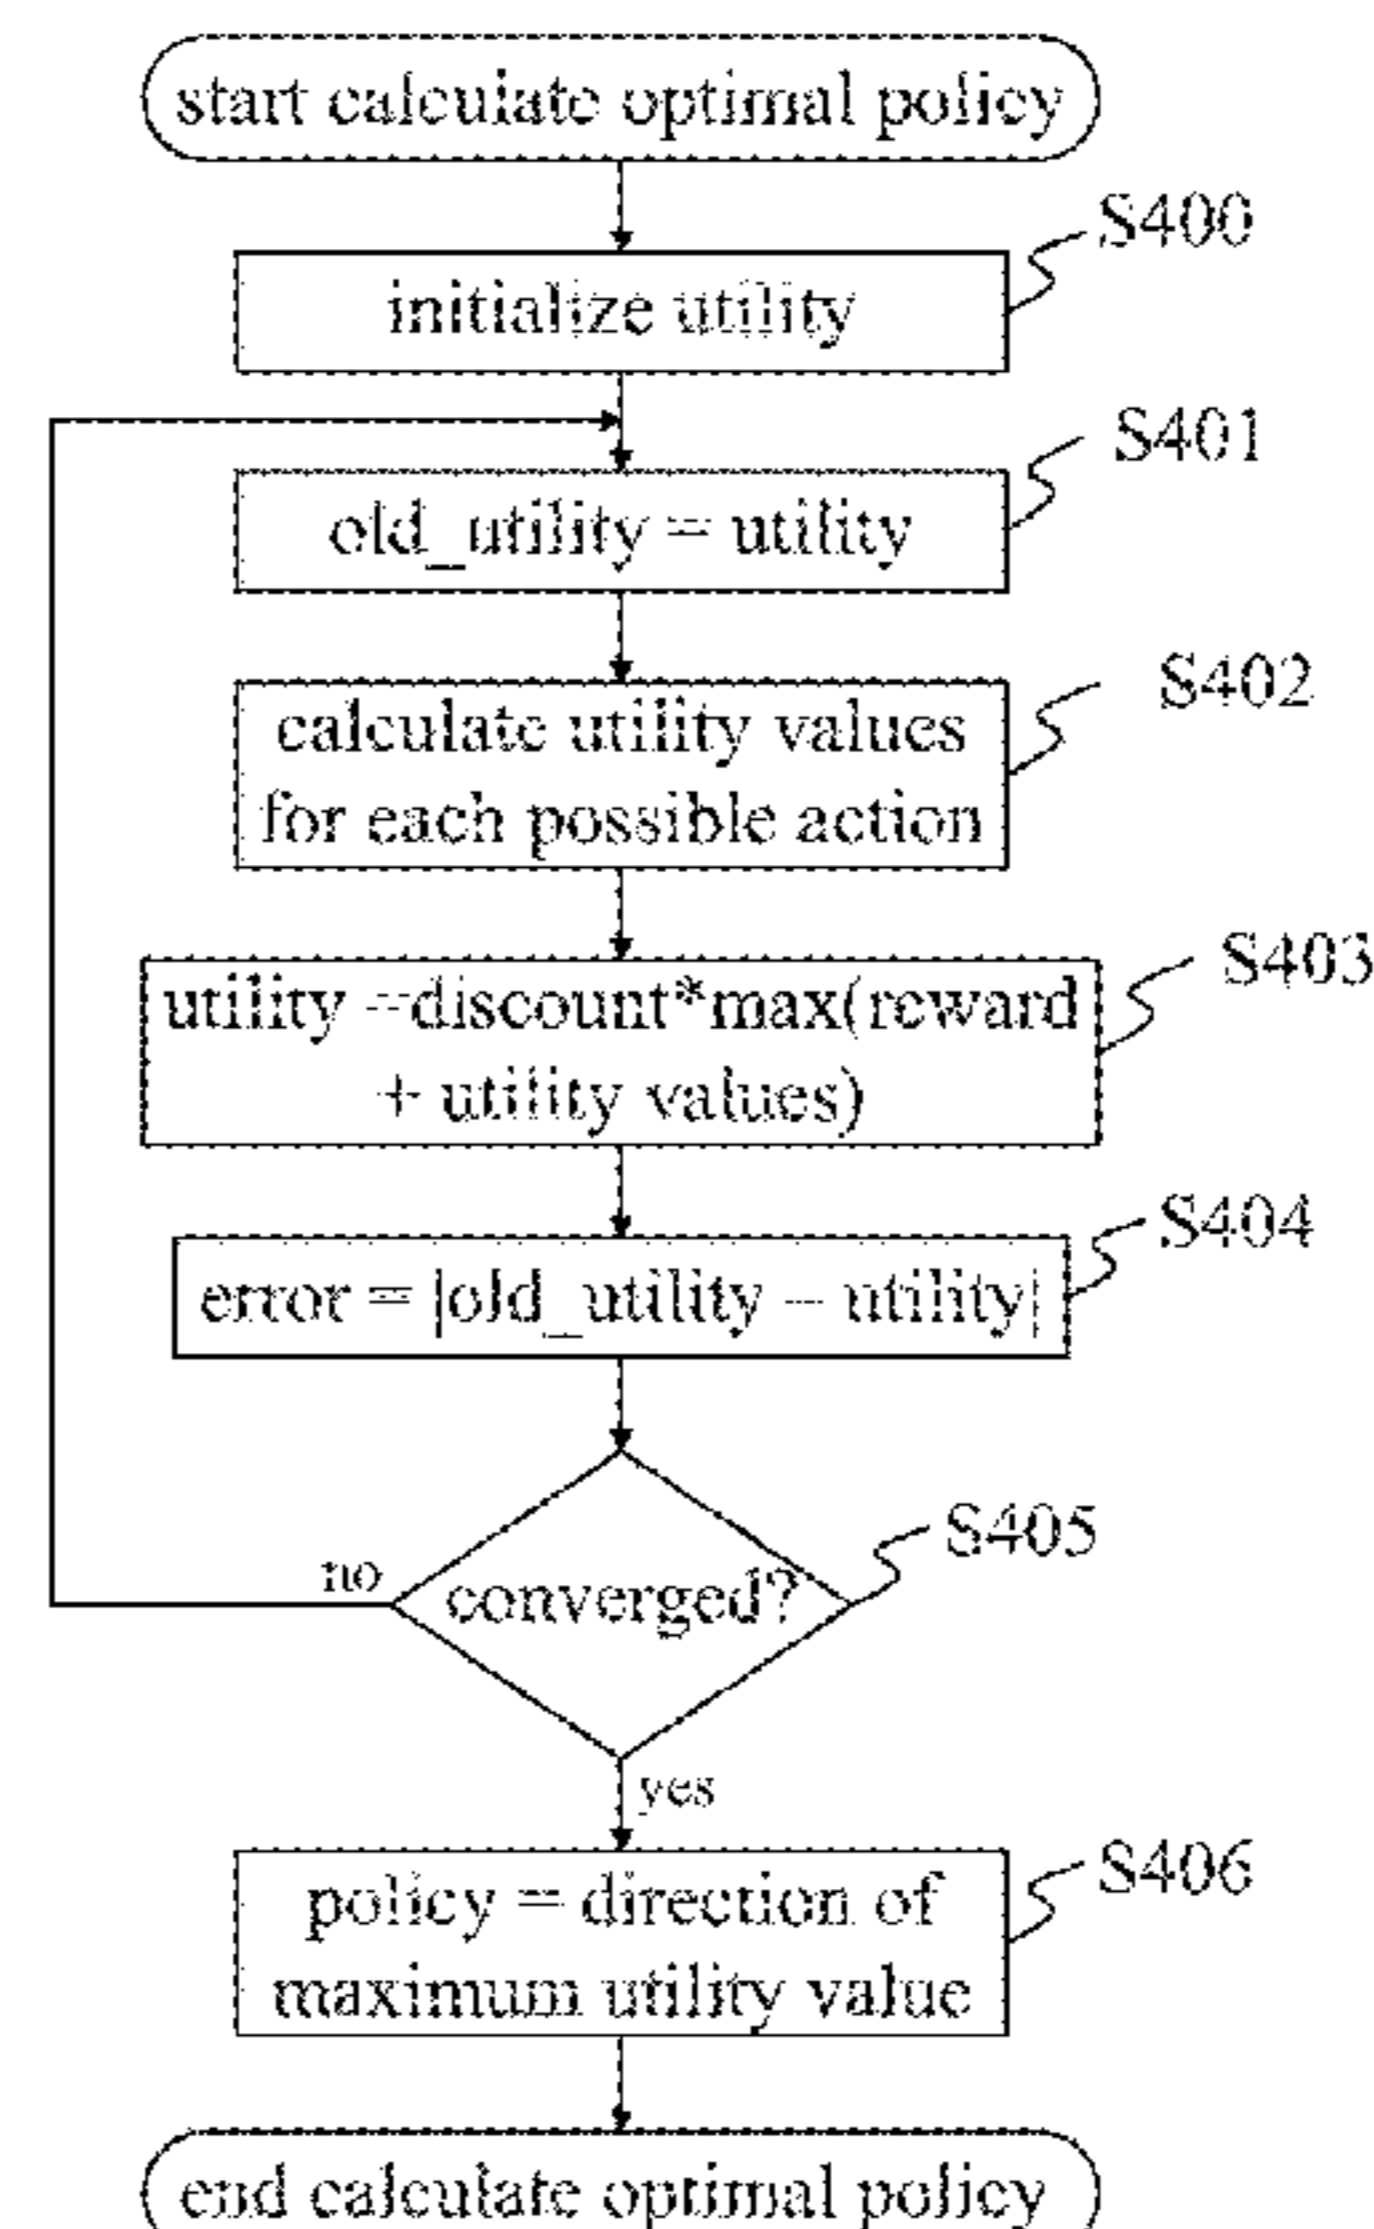 start calculate optimal policy
S400
initialize utility
S401
old_utility = utility
S402
calculate utility values
for each possible action
S403
utility =discount*max(reward
+ utility values)
S404
error = |old_utility – utility|
S405
no
converged?
yes
S406
policy = direction of
maximum utility value
end calculate optimal policy